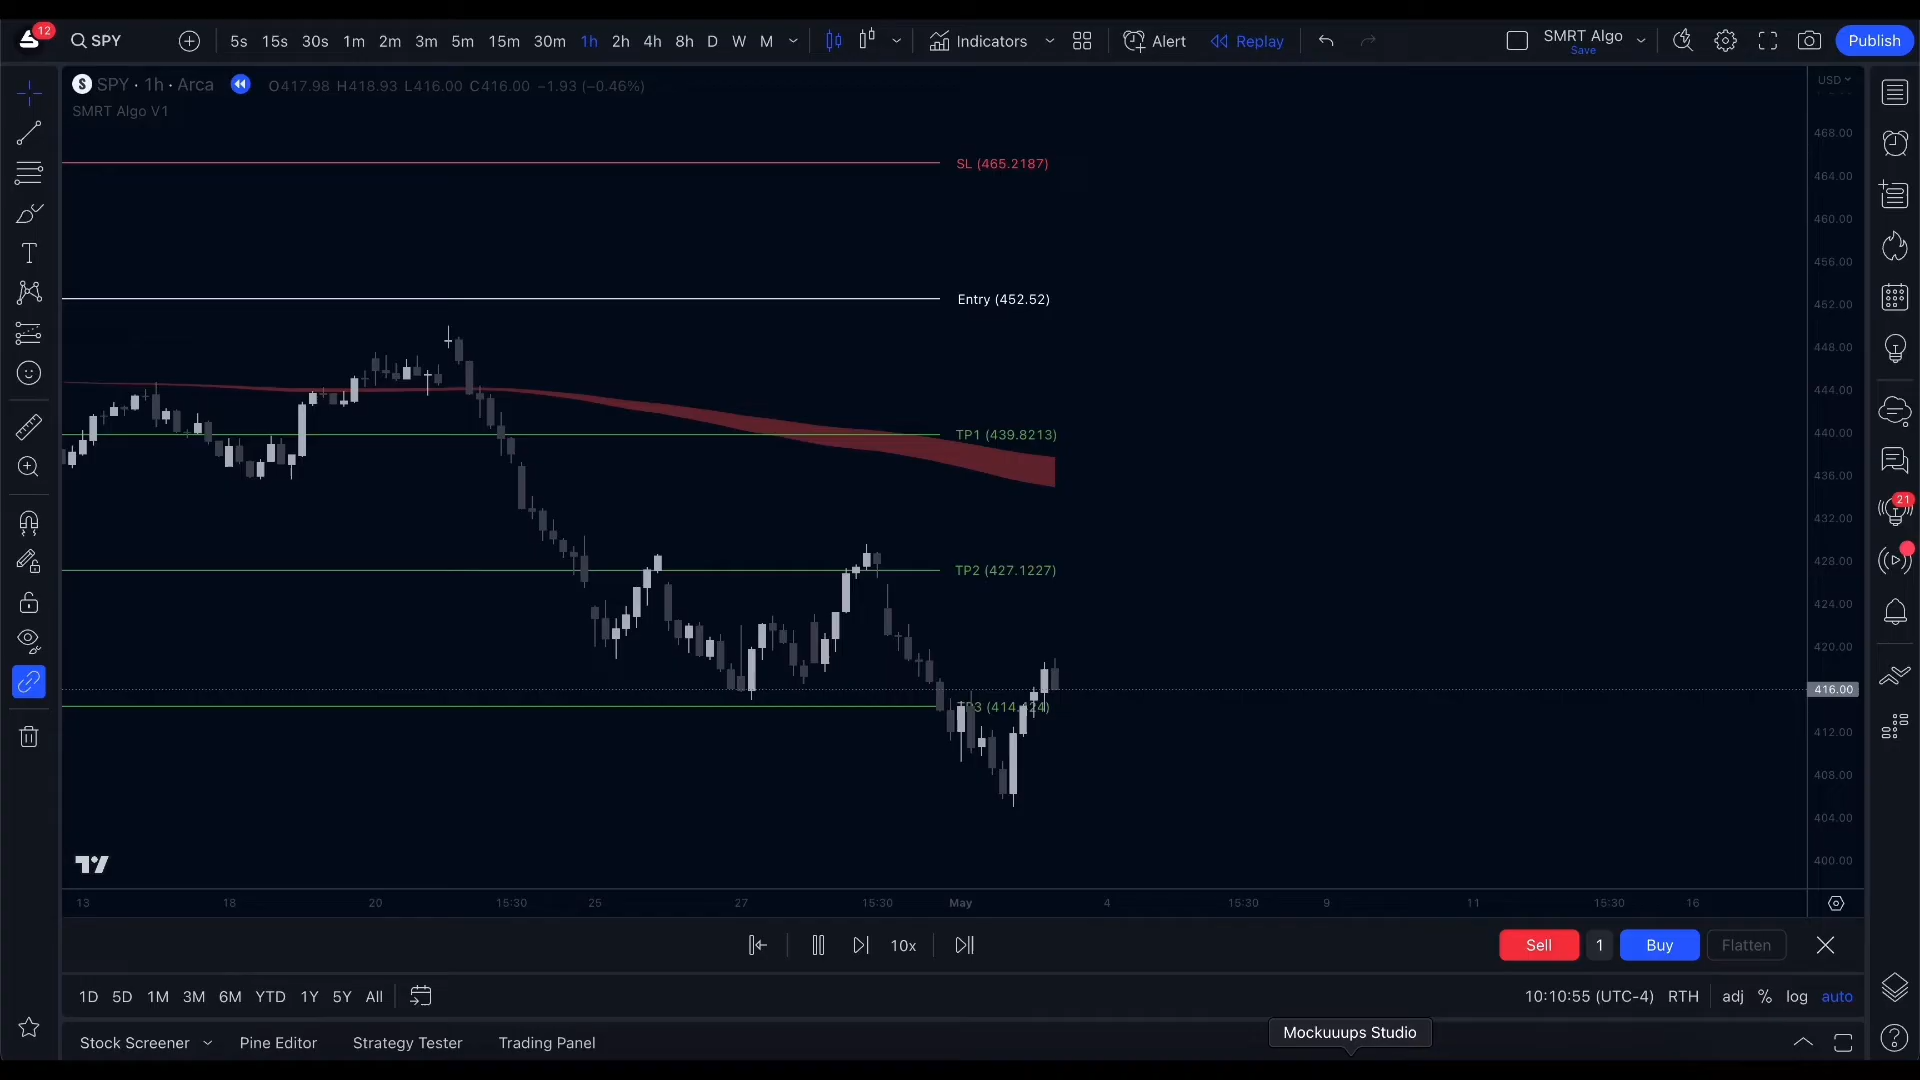 12
SPY
5s 15s 30s 1m 2m 3m 5m 15m 30m 1h 2h 4h 8h D W M
Indicators
Alert
Replay
SMRT Algo
Save
Publish
S SPY · 1h · Arca O417.98 H418.93 L416.00 C416.00 −1.93 (−0.46%)
SMRT Algo V1
USD
468.00
SL (465.2187)
464.00
460.00
456.00
452.00
Entry (452.52)
448.00
444.00
440.00
TP1 (439.8213)
436.00
432.00
21
428.00
TP2 (427.1227)
424.00
420.00
416.00
TP3 (414.424)
412.00
408.00
404.00
400.00
13 18 20 15:30 25 27 15:30 May 4 15:30 9 11 15:30 16
10x
Sell 1 Buy Flatten
1D 5D 1M 3M 6M YTD 1Y 5Y All
10:10:55 (UTC-4) RTH adj % log auto
Stock Screener Pine Editor Strategy Tester Trading Panel
Mockuuups Studio